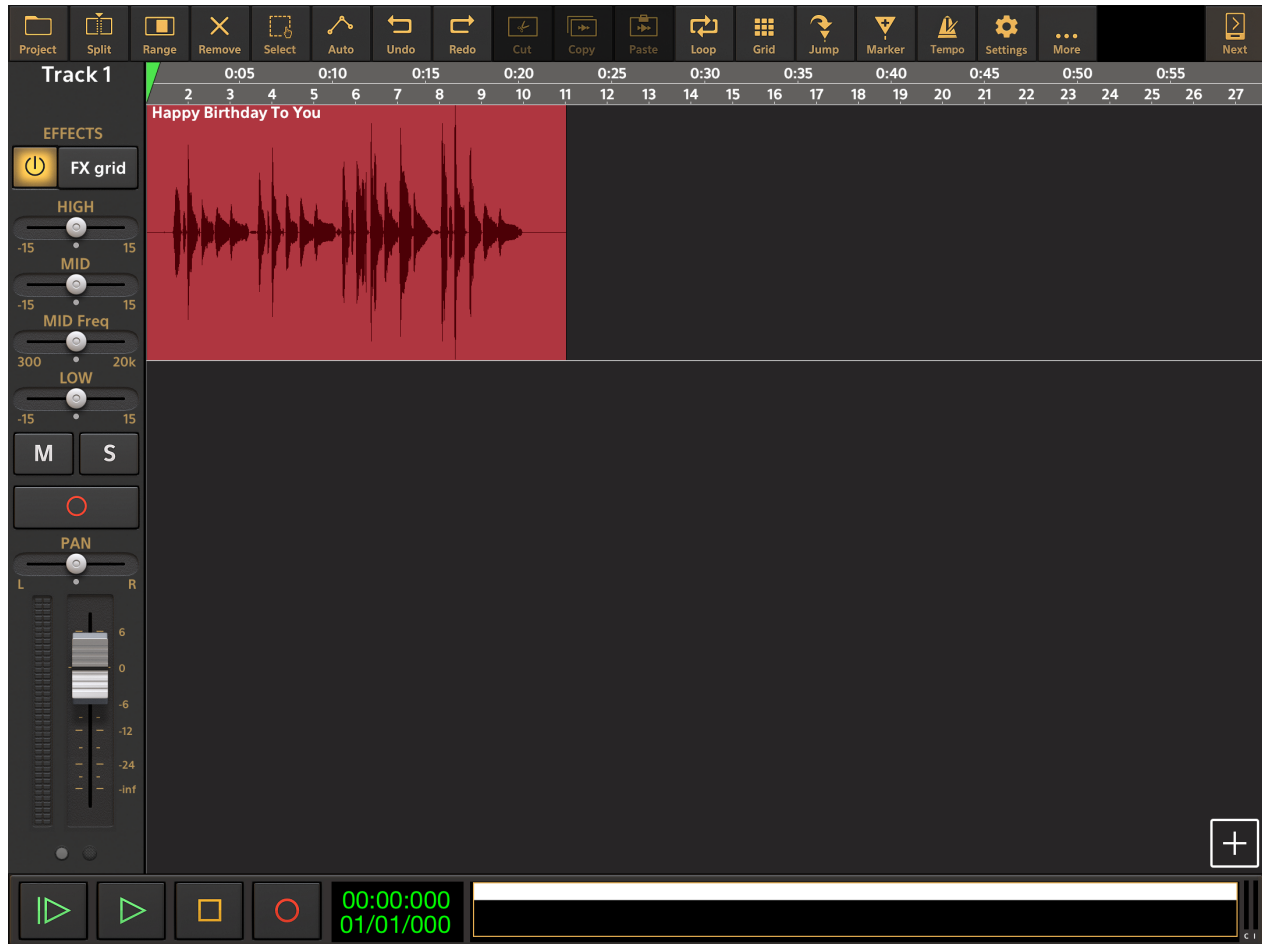 Project Split Range Remove Select Auto Undo Redo Cut Copy Paste Loop Grid Jump Marker Tempo Settings More Next
Track 1
0:05 0:10 0:15 0:20 0:25 0:30 0:35 0:40 0:45 0:50 0:55
2 3 4 5 6 7 8 9 10 11 12 13 14 15 16 17 18 19 20 21 22 23 24 25 26 27
Happy Birthday To You
EFFECTS
FX grid
HIGH
-15 15
MID
-15 15
MID Freq
300 20k
LOW
-15 15
M S
PAN
L R
6
0
-6
-12
-24
-inf
00:00:000
01/01/000
C I